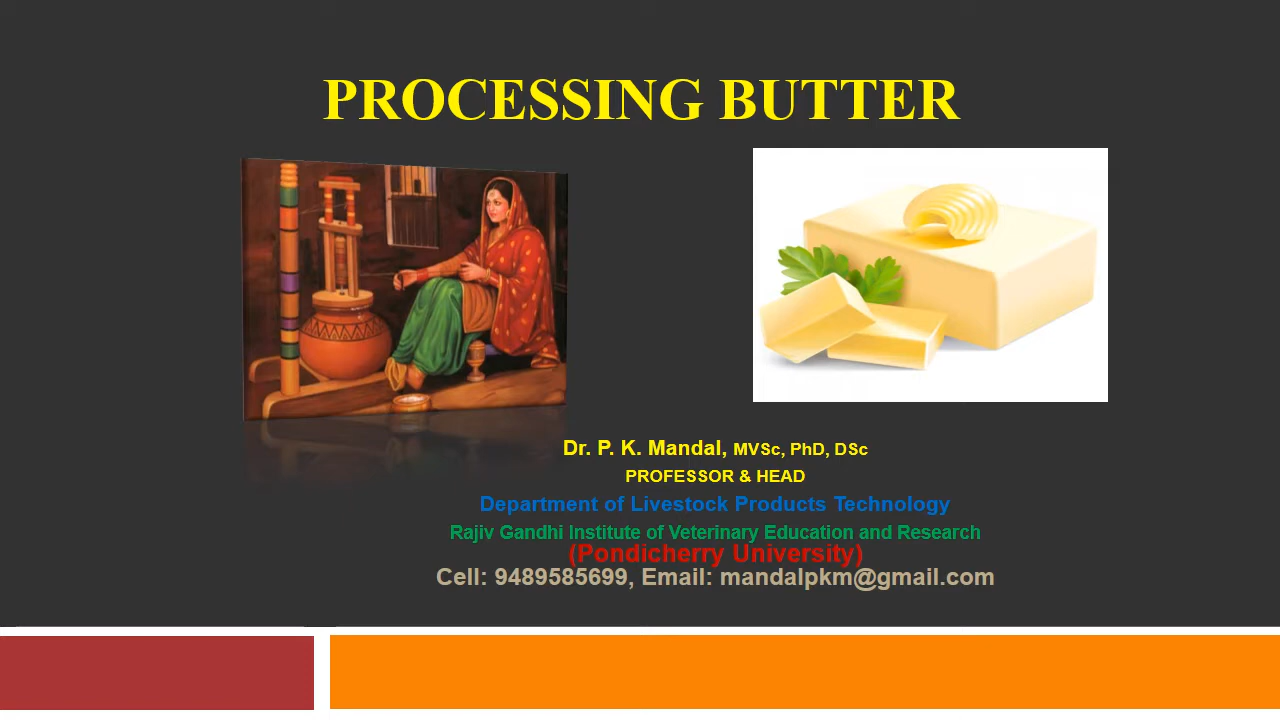 PROCESSING BUTTER
Dr. P. K. Mandal, MVSc, PhD, DSc
PROFESSOR & HEAD
Department of Livestock Products Technology
Rajiv Gandhi Institute of Veterinary Education and Research
(Pondicherry University)
Cell: 9489585699, Email: mandalpkm@gmail.com